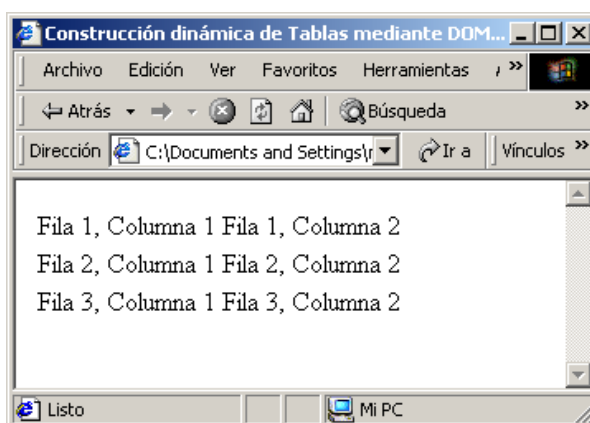 Construcción dinámica de Tablas mediante DOM...
Archivo Edición Ver Favoritos Herramientas »
Atrás Búsqueda »
Dirección C:\Documents and Settings\r Ir a Vínculos »
Fila 1, Columna 1 Fila 1, Columna 2
Fila 2, Columna 1 Fila 2, Columna 2
Fila 3, Columna 1 Fila 3, Columna 2
Listo Mi PC